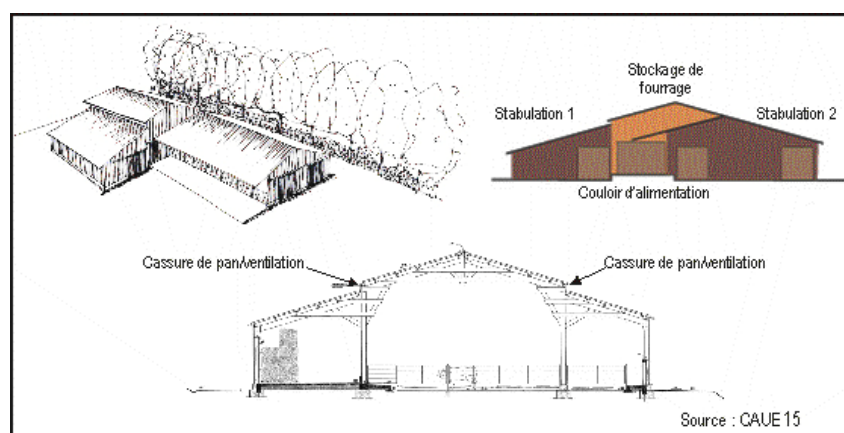 Stockage de
fourrage
Stabulation 1
Stabulation 2
Couloir d'alimentation
Cassure de pan/ventilation
Cassure de pan/ventilation
Source : CAUE 15